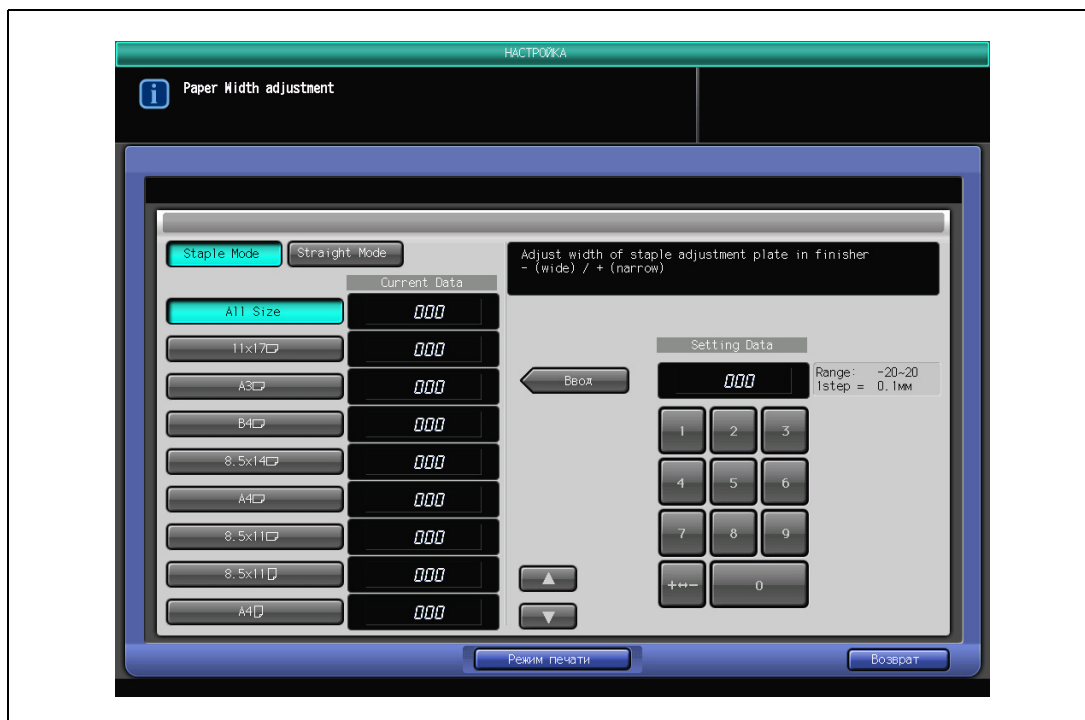 НАСТРОЙКА
Paper Width adjustment
Staple Mode
Straight Mode
Adjust width of staple adjustment plate in finisher
- (wide) / + (narrow)
Current Data
All Size
000
11x17
000
A3
000
B4
000
8.5x14
000
A4
000
8.5x11
000
8.5x11
000
A4
000
Ввод
Setting Data
000
Range: -20~20
1step = 0.1мм
1
2
3
4
5
6
7
8
9
+↔−
0
▲
▼
Режим печати
Возврат